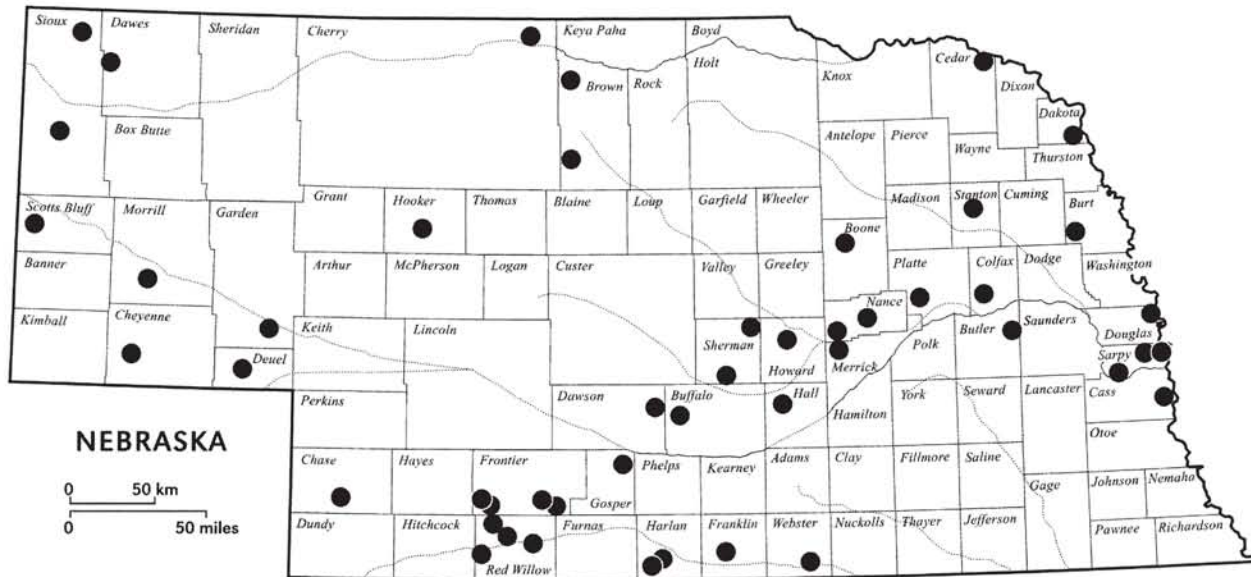 Sioux
Dawes
Sheridan
Cherry
Keya Paha
Boyd
Holt
Brown
Rock
Knox
Cedar
Dixon
Dakota
Box Butte
Antelope
Pierce
Wayne
Thurston
Scotts Bluff
Morrill
Garden
Grant
Hooker
Thomas
Blaine
Loup
Garfield
Wheeler
Madison
Stanton
Cuming
Burt
Boone
Banner
Arthur
McPherson
Logan
Custer
Valley
Greeley
Platte
Colfax
Dodge
Washington
Nance
Kimball
Cheyenne
Deuel
Keith
Lincoln
Sherman
Howard
Merrick
Polk
Butler
Saunders
Douglas
Sarpy
Perkins
Dawson
Buffalo
Hall
Hamilton
York
Seward
Lancaster
Cass
Otoe
NEBRASKA
0 50 km
0 50 miles
Chase
Hayes
Frontier
Gosper
Phelps
Kearney
Adams
Clay
Fillmore
Saline
Gage
Johnson
Nemaha
Dundy
Hitchcock
Red Willow
Furnas
Harlan
Franklin
Webster
Nuckolls
Thayer
Jefferson
Pawnee
Richardson